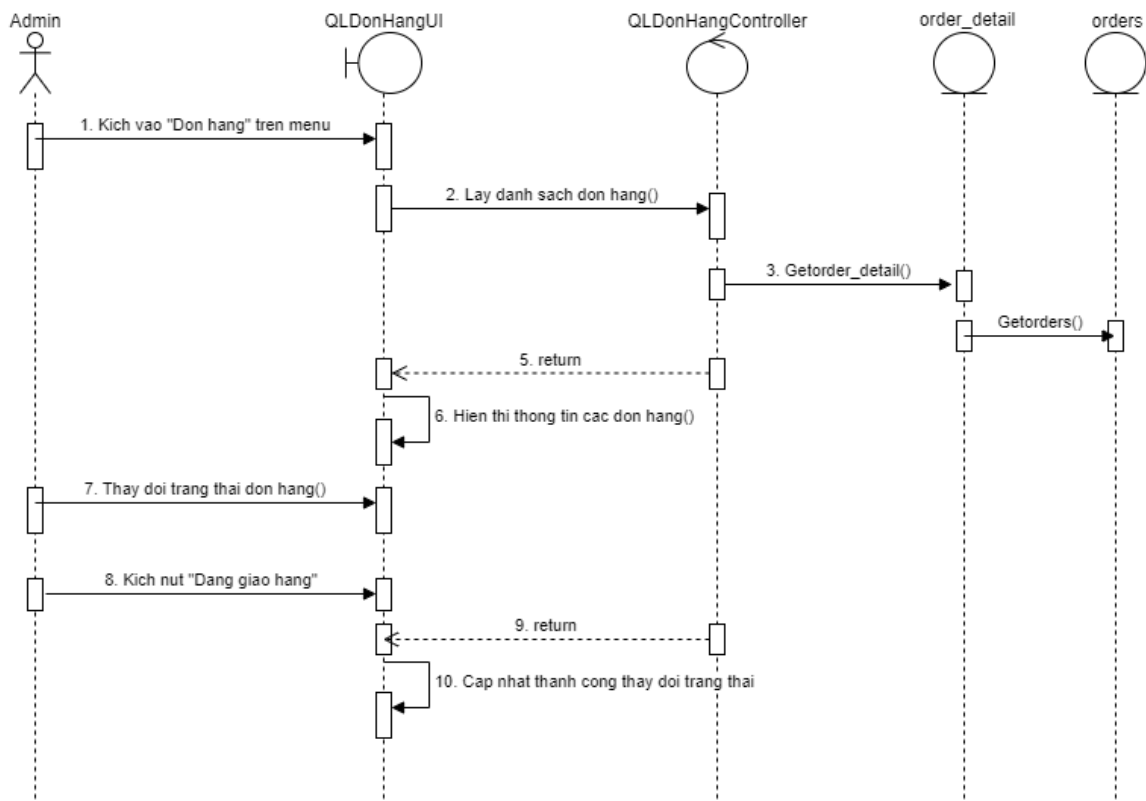 Admin
QLDonHangUI
QLDonHangController
order_detail
orders
1. Kich vao "Don hang" tren menu
2. Lay danh sach don hang()
3. Getorder_detail()
Getorders()
5. return
6. Hien thi thong tin cac don hang()
7. Thay doi trang thai don hang()
8. Kich nut "Dang giao hang"
9. return
10. Cap nhat thanh cong thay doi trang thai